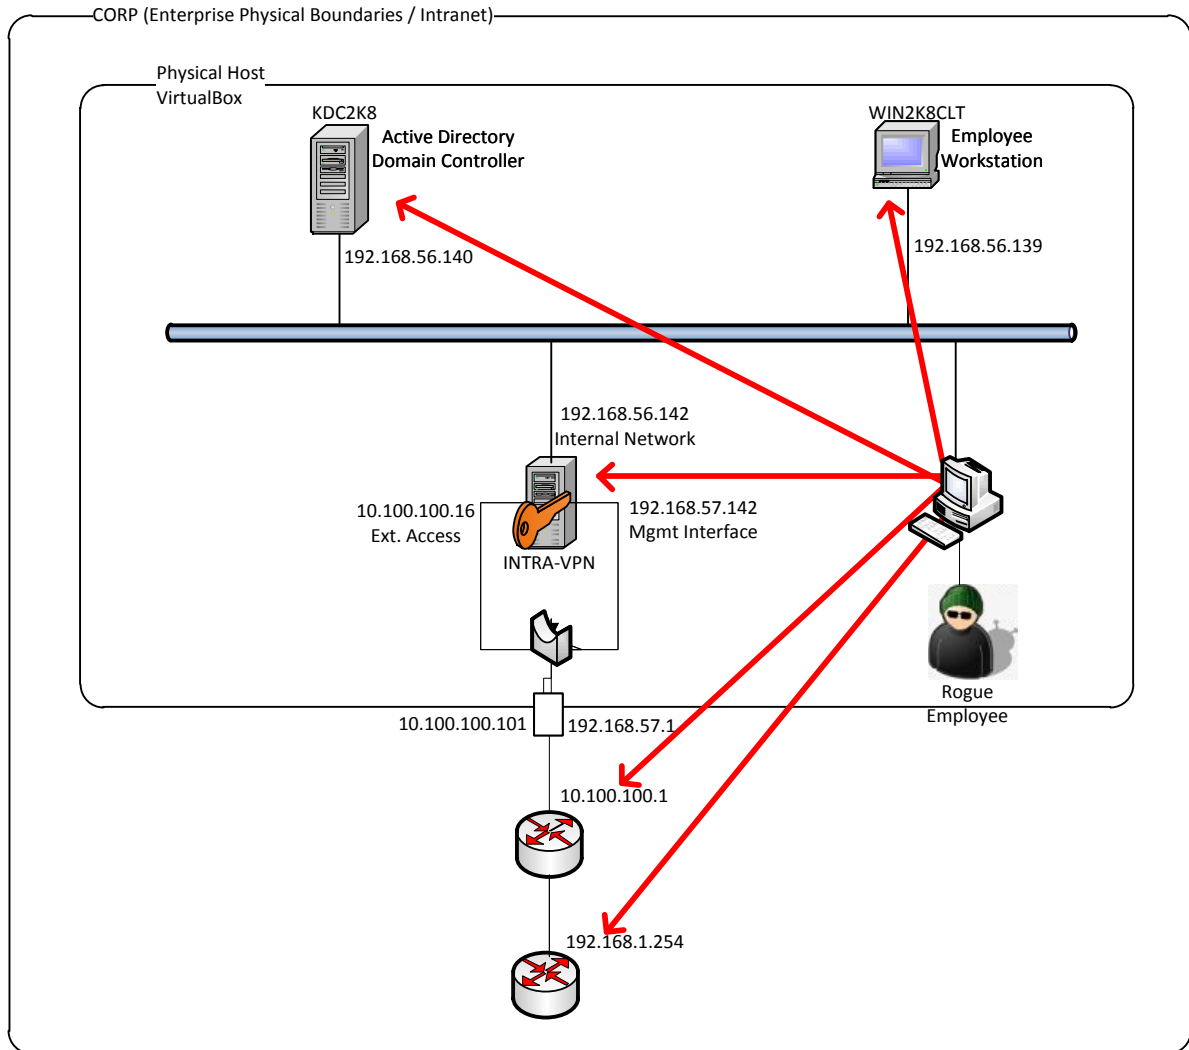 CORP (Enterprise Physical Boundaries / Intranet)
Physical Host
VirtualBox
KDC2K8
Active Directory
Domain Controller
192.168.56.140
WIN2K8CLT
Employee
Workstation
192.168.56.139
192.168.56.142
Internal Network
10.100.100.16
Ext. Access
192.168.57.142
Mgmt Interface
INTRA-VPN
Rogue
Employee
10.100.100.101
192.168.57.1
10.100.100.1
192.168.1.254